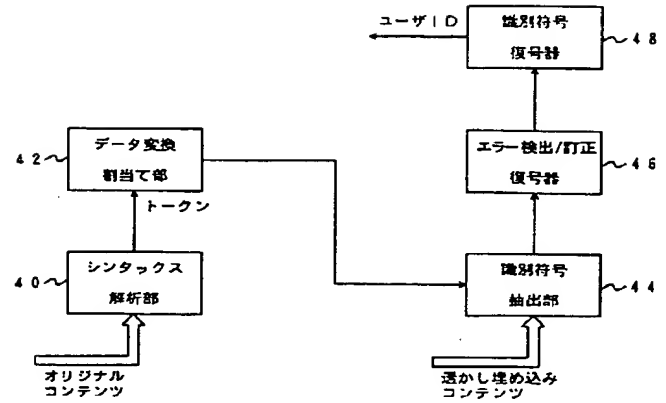 ユーザID
識別符号
復号器
48
42
データ変換
割当て部
エラー検出/訂正
復号器
46
トークン
40
シンタックス
解析部
識別符号
抽出部
44
オリジナル
コンテンツ
透かし埋め込み
コンテンツ